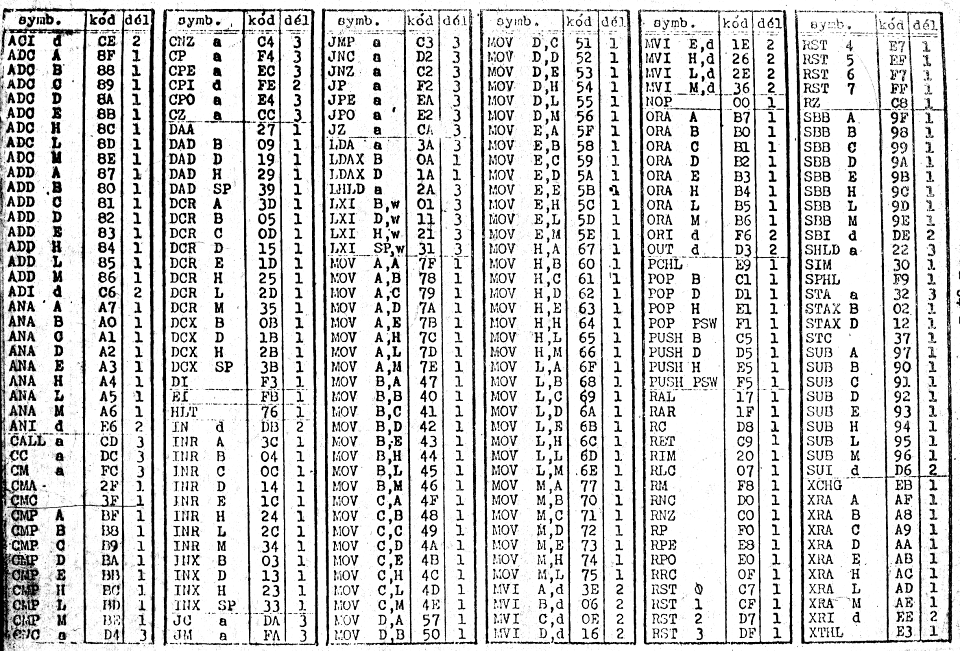 symb. kód dél
ACI d CE 2
ADC A 8F 1
ADC B 88 1
ADC C 89 1
ADC D 8A 1
ADC E 8B 1
ADC H 8C 1
ADC L 8D 1
ADC M 8E 1
ADD A 87 1
ADD B 80 1
ADD C 81 1
ADD D 82 1
ADD E 83 1
ADD H 84 1
ADD L 85 1
ADD M 86 1
ADI d C6 2
ANA A A7 1
ANA B A0 1
ANA C A1 1
ANA D A2 1
ANA E A3 1
ANA H A4 1
ANA L A5 1
ANA M A6 1
ANI d E6 2
CALL a CD 3
CC a DC 3
CM a FC 3
CMA 2F 1
CMC 3F 1
CMP A BF 1
CMP B B8 1
CMP C B9 1
CMP D BA 1
CMP E BB 1
CMP H BC 1
CMP L BD 1
CMP M BE 1
CNC a D4 3
symb. kód dél
CNZ a C4 3
CP a F4 3
CPE a EC 3
CPI d FE 2
CPO a E4 3
CZ a CC 3
DAA 27 1
DAD B 09 1
DAD D 19 1
DAD H 29 1
DAD SP 39 1
DCR A 3D 1
DCR B 05 1
DCR C 0D 1
DCR D 15 1
DCR E 1D 1
DCR H 25 1
DCR L 2D 1
DCR M 35 1
DCX B 0B 1
DCX D 1B 1
DCX H 2B 1
DCX SP 3B 1
DI F3 1
EI FB 1
HLT 76 1
IN d DB 2
INR A 3C 1
INR B 04 1
INR C 0C 1
INR D 14 1
INR E 1C 1
INR H 24 1
INR L 2C 1
INR M 34 1
INX B 03 1
INX D 13 1
INX H 23 1
INX SP 33 1
JC a DA 3
JM a FA 3
symb. kód dél
JMP a C3 3
JNC a D2 3
JNZ a C2 3
JP a F2 3
JPE a EA 3
JPO a E2 3
JZ a CA 3
LDA a 3A 3
LDAX B 0A 1
LDAX D 1A 1
LHLD a 2A 3
LXI B,w 01 3
LXI D,w 11 3
LXI H,w 21 3
LXI SP,w 31 3
MOV A,A 7F 1
MOV A,B 78 1
MOV A,C 79 1
MOV A,D 7A 1
MOV A,E 7B 1
MOV A,H 7C 1
MOV A,L 7D 1
MOV A,M 7E 1
MOV B,A 47 1
MOV B,B 40 1
MOV B,C 41 1
MOV B,D 42 1
MOV B,E 43 1
MOV B,H 44 1
MOV B,L 45 1
MOV B,M 46 1
MOV C,A 4F 1
MOV C,B 48 1
MOV C,C 49 1
MOV C,D 4A 1
MOV C,E 4B 1
MOV C,H 4C 1
MOV C,L 4D 1
MOV C,M 4E 1
MOV D,A 57 1
MOV D,B 50 1
symb. kód dél
MOV D,C 51 1
MOV D,D 52 1
MOV D,E 53 1
MOV D,H 54 1
MOV D,L 55 1
MOV D,M 56 1
MOV E,A 5F 1
MOV E,B 58 1
MOV E,C 59 1
MOV E,D 5A 1
MOV E,E 5B 1
MOV E,H 5C 1
MOV E,L 5D 1
MOV E,M 5E 1
MOV H,A 67 1
MOV H,B 60 1
MOV H,C 61 1
MOV H,D 62 1
MOV H,E 63 1
MOV H,H 64 1
MOV H,L 65 1
MOV H,M 66 1
MOV L,A 6F 1
MOV L,B 68 1
MOV L,C 69 1
MOV L,D 6A 1
MOV L,E 6B 1
MOV L,H 6C 1
MOV L,L 6D 1
MOV L,M 6E 1
MOV M,A 77 1
MOV M,B 70 1
MOV M,C 71 1
MOV M,D 72 1
MOV M,E 73 1
MOV M,H 74 1
MOV M,L 75 1
MVI A,d 3E 2
MVI B,d 06 2
MVI C,d 0E 2
MVI D,d 16 2
symb. kód dél
MVI E,d 1E 2
MVI H,d 26 2
MVI L,d 2E 2
MVI M,d 36 2
NOP 00 1
ORA A B7 1
ORA B B0 1
ORA C B1 1
ORA D B2 1
ORA E B3 1
ORA H B4 1
ORA L B5 1
ORA M B6 1
ORI d F6 2
OUT d D3 2
PCHL E9 1
POP B C1 1
POP D D1 1
POP H E1 1
POP PSW F1 1
PUSH B C5 1
PUSH D D5 1
PUSH H E5 1
PUSH PSW F5 1
RAL 17 1
RAR 1F 1
RC D8 1
RET C9 1
RIM 20 1
RLC 07 1
RM F8 1
RNC D0 1
RNZ C0 1
RP F0 1
RPE E8 1
RPO E0 1
RRC 0F 1
RST 0 C7 1
RST 1 CF 1
RST 2 D7 1
RST 3 DF 1
symb. kód dél
RST 4 E7 1
RST 5 EF 1
RST 6 F7 1
RST 7 FF 1
RZ C8 1
SBB A 9F 1
SBB B 98 1
SBB C 99 1
SBB D 9A 1
SBB E 9B 1
SBB H 9C 1
SBB L 9D 1
SBB M 9E 1
SBI d DE 2
SHLD a 22 3
SIM 30 1
SPHL F9 1
STA a 32 3
STAX B 02 1
STAX D 12 1
STC 37 1
SUB A 97 1
SUB B 90 1
SUB C 91 1
SUB D 92 1
SUB E 93 1
SUB H 94 1
SUB L 95 1
SUB M 96 1
SUI d D6 2
XCHG EB 1
XRA A AF 1
XRA B A8 1
XRA C A9 1
XRA D AA 1
XRA E AB 1
XRA H AC 1
XRA L AD 1
XRA M AE 1
XRI d EE 2
XTHL E3 1